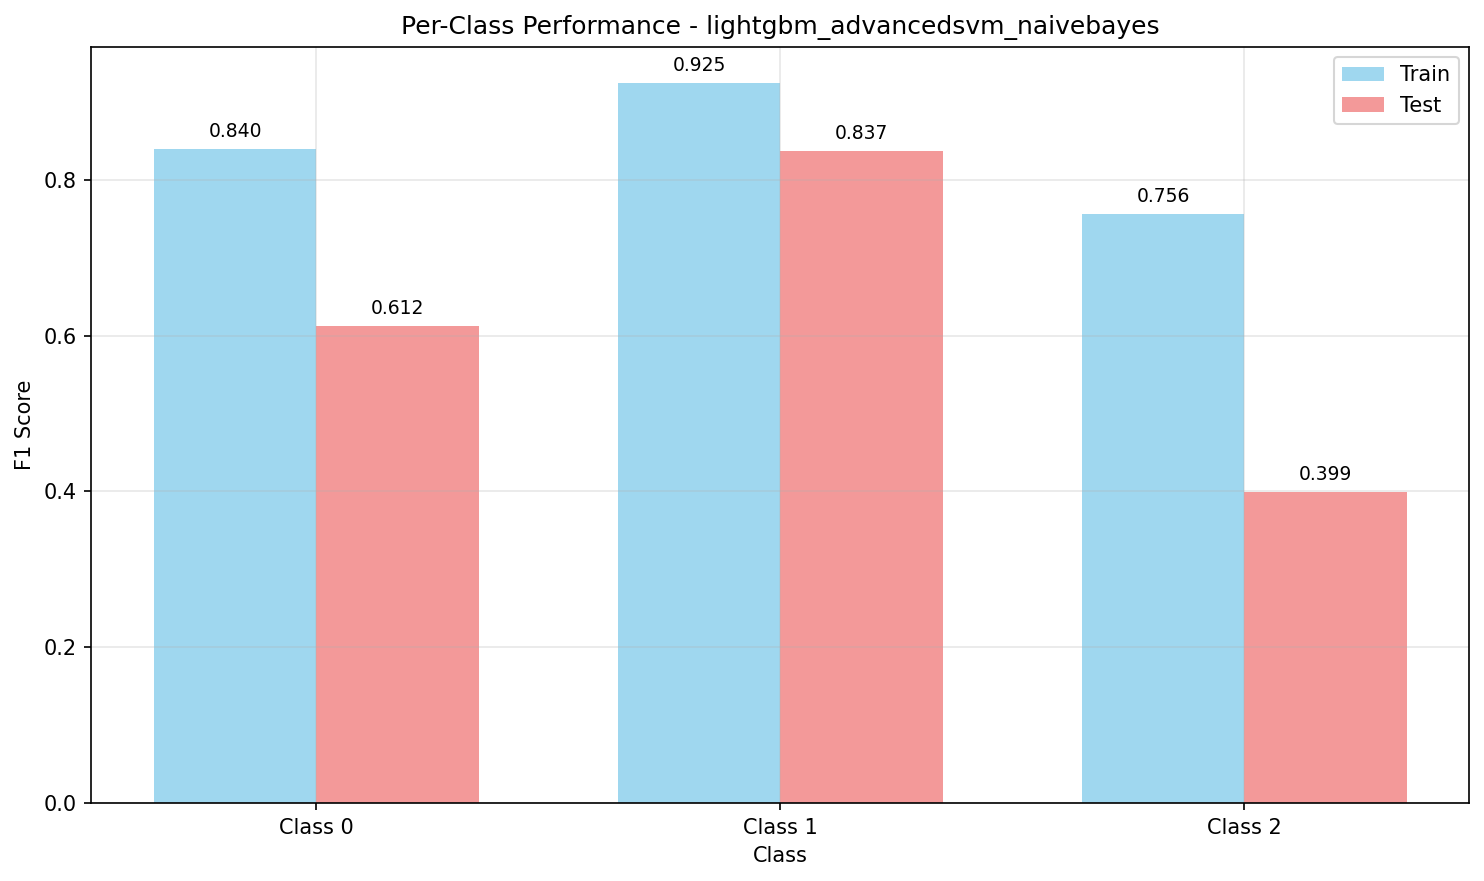 Per-Class Performance - lightgbm_advancedsvm_naivebayes
Train
Test
0.840
0.612
0.925
0.837
0.756
0.399
F1 Score
0.8
0.6
0.4
0.2
0.0
Class 0
Class 1
Class 2
Class